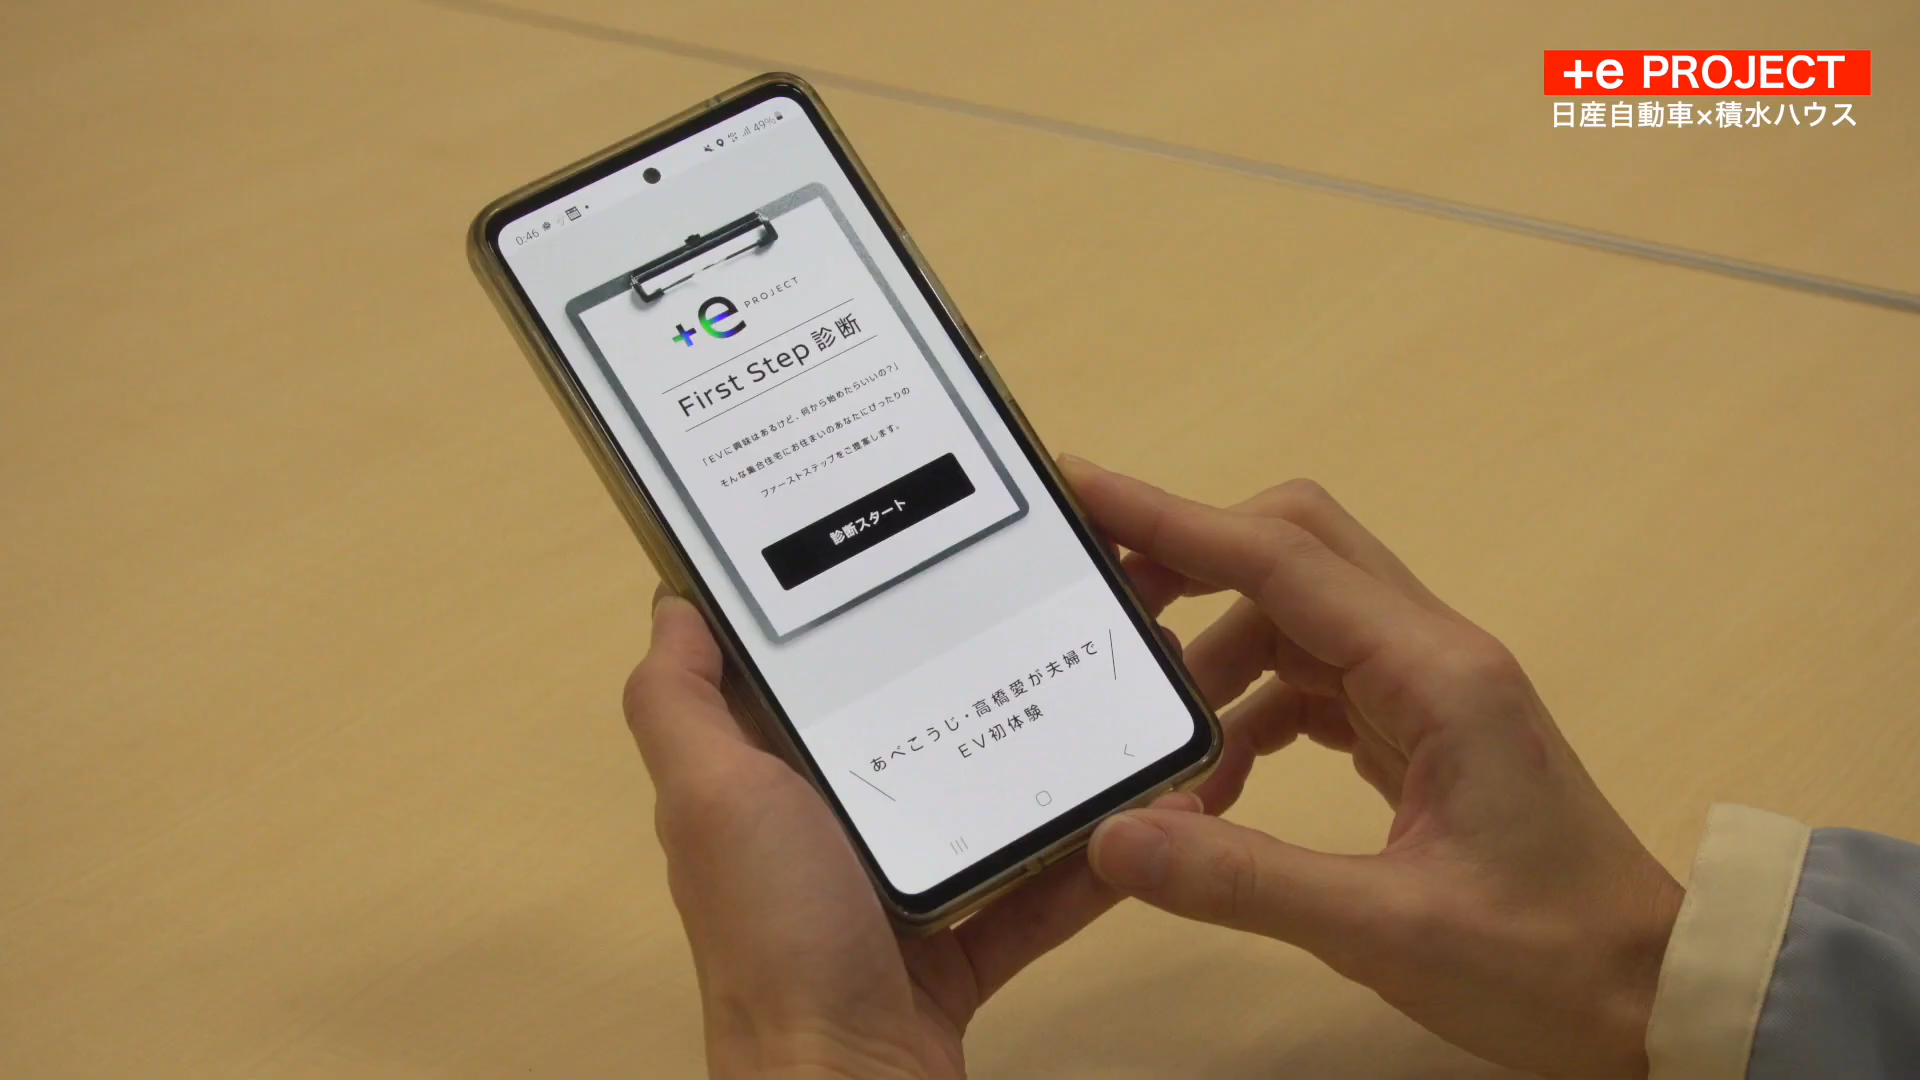 +e PROJECT
日産自動車×積水ハウス
0:46
49%
+e PROJECT
First Step 診断
「EVに興味はあるけど、何から始めたらいいの？」
そんな集合住宅にお住まいのあなたにぴったりの
ファーストステップをご提案します。
診断スタート
あべこうじ・高橋愛が夫婦で
EV初体験